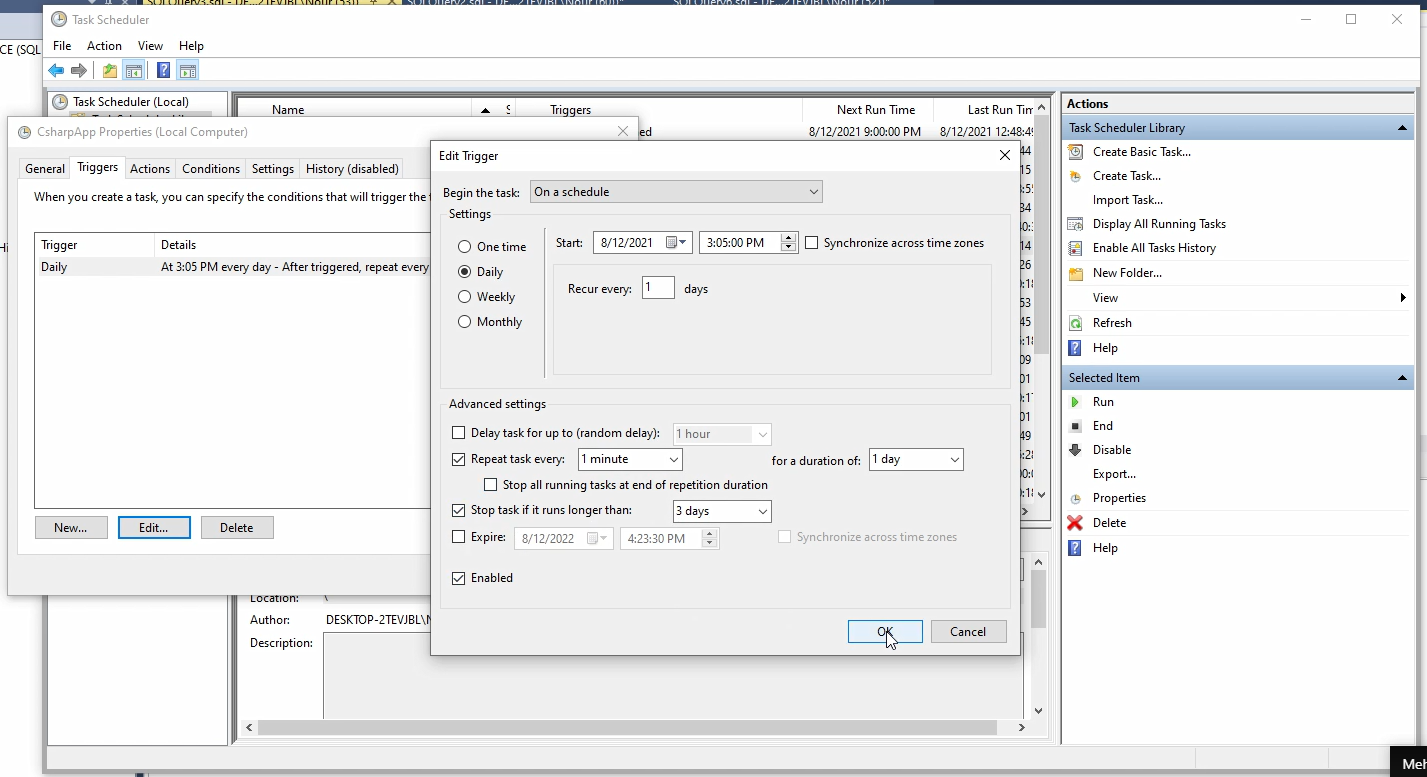 SQLQuery3.sql - DE...2TEVJBL\Nour (53))
Task Scheduler
File Action View Help
CE (SQL
Task Scheduler (Local)
Name Triggers Next Run Time Last Run Tim
8/12/2021 9:00:00 PM 8/12/2021 12:48:49
CsharpApp Properties (Local Computer)
General Triggers Actions Conditions Settings History (disabled)
When you create a task, you can specify the conditions that will trigger the
Trigger Details
Daily At 3:05 PM every day - After triggered, repeat every
New... Edit... Delete
Edit Trigger
Begin the task: On a schedule
Settings
One time
Daily
Weekly
Monthly
Start: 8/12/2021 3:05:00 PM Synchronize across time zones
Recur every: 1 days
Advanced settings
Delay task for up to (random delay): 1 hour
Repeat task every: 1 minute for a duration of: 1 day
Stop all running tasks at end of repetition duration
Stop task if it runs longer than: 3 days
Expire: 8/12/2022 4:23:30 PM Synchronize across time zones
Enabled
OK Cancel
Location: \
Author: DESKTOP-2TEVJBL\N
Description:
Actions
Task Scheduler Library
Create Basic Task...
Create Task...
Import Task...
Display All Running Tasks
Enable All Tasks History
New Folder...
View
Refresh
Help
Selected Item
Run
End
Disable
Export...
Properties
Delete
Help